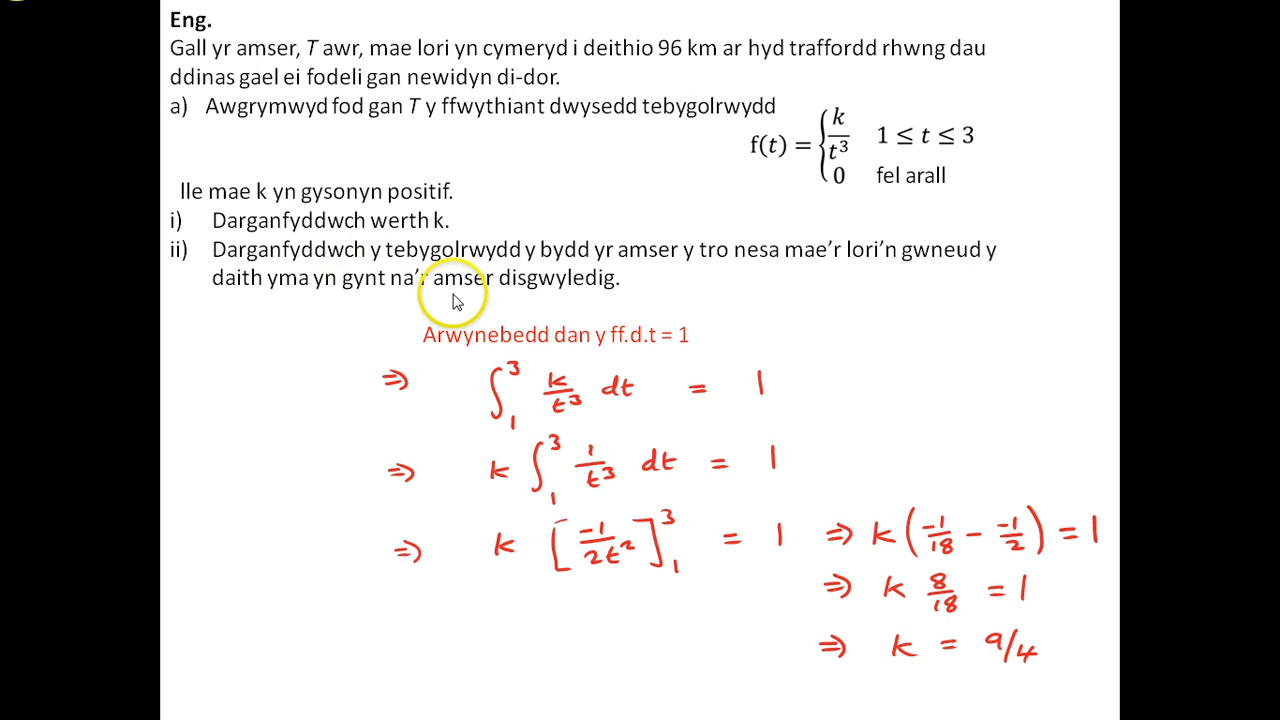 Eng.
Gall yr amser, T awr, mae lori yn cymeryd i deithio 96 km ar hyd traffordd rhwng dau
ddinas gael ei fodeli gan newidyn di-dor.
a) Awgrymwyd fod gan T y ffwythiant dwysedd tebygolrwydd
f(t) = { k/t³ 1 ≤ t ≤ 3
0 fel arall
lle mae k yn gysonyn positif.
i) Darganfyddwch werth k.
ii) Darganfyddwch y tebygolrwydd y bydd yr amser y tro nesa mae’r lori’n gwneud y
daith yma yn gynt na’r amser disgwyledig.
Arwynebedd dan y ff.d.t = 1
⇒ ∫₁³ k/t³ dt = 1
⇒ k ∫₁³ 1/t³ dt = 1
⇒ k [-1/2t²]₁³ = 1 ⇒ k(-1/18 - -1/2) = 1
⇒ k 8/18 = 1
⇒ k = 9/4